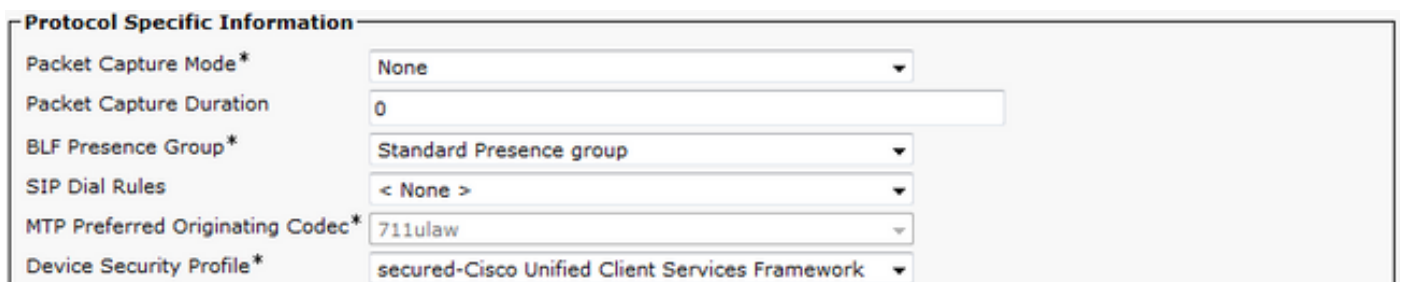 Protocol Specific Information
Packet Capture Mode* None
Packet Capture Duration 0
BLF Presence Group* Standard Presence group
SIP Dial Rules < None >
MTP Preferred Originating Codec* 711ulaw
Device Security Profile* secured-Cisco Unified Client Services Framework